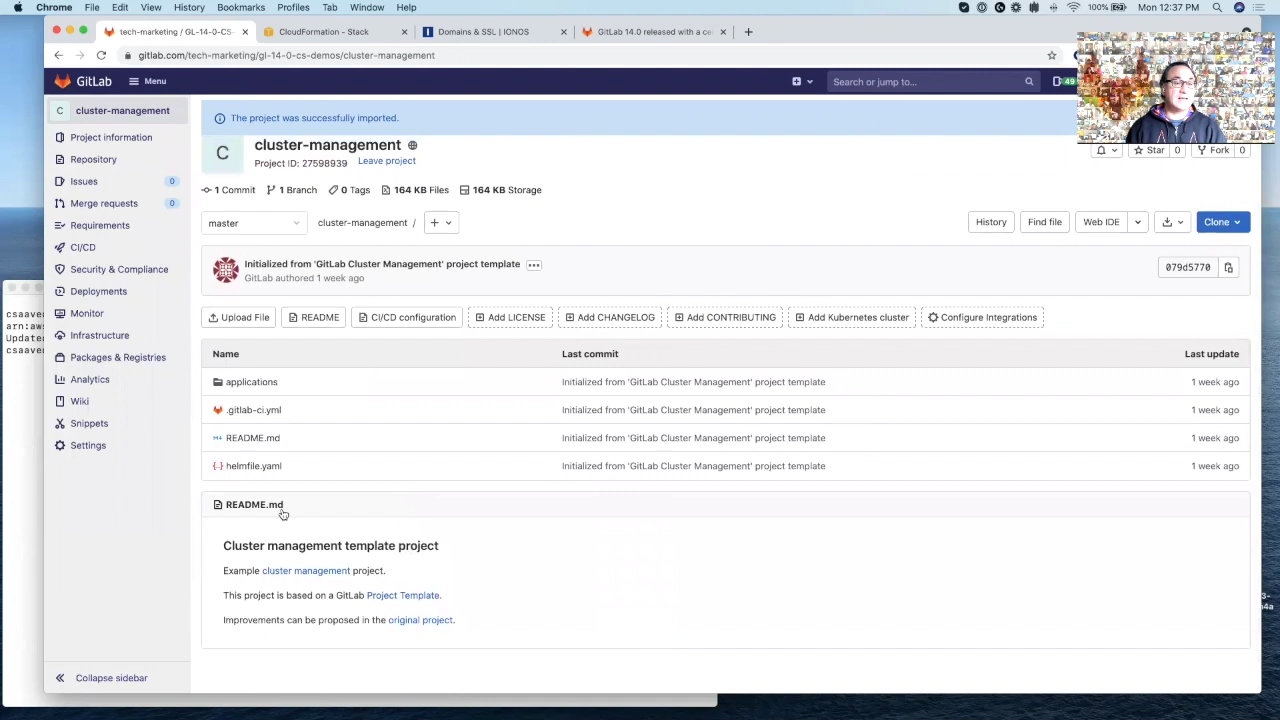 Chrome File Edit View History Bookmarks Profiles Tab Window Help 100% Mon 12:37 PM
tech-marketing / GL-14-0-CS- CloudFormation - Stack Domains & SSL | IONOS GitLab 14.0 released with a ce
gitlab.com/tech-marketing/gl-14-0-cs-demos/cluster-management
GitLab Menu Search or jump to... 49
C cluster-management
Project information
Repository
Issues 0
Merge requests 0
Requirements
CI/CD
Security & Compliance
Deployments
Monitor
Infrastructure
Packages & Registries
Analytics
Wiki
Snippets
Settings
Collapse sidebar
The project was successfully imported.
C
cluster-management
Project ID: 27598939 Leave project
Star 0 Fork 0
1 Commit 1 Branch 0 Tags 164 KB Files 164 KB Storage
master cluster-management / + History Find file Web IDE Clone
Initialized from 'GitLab Cluster Management' project template
GitLab authored 1 week ago
079d5770
Upload File README CI/CD configuration Add LICENSE Add CHANGELOG Add CONTRIBUTING Add Kubernetes cluster Configure Integrations
Name Last commit Last update
applications Initialized from 'GitLab Cluster Management' project template 1 week ago
.gitlab-ci.yml Initialized from 'GitLab Cluster Management' project template 1 week ago
README.md Initialized from 'GitLab Cluster Management' project template 1 week ago
helmfile.yaml Initialized from 'GitLab Cluster Management' project template 1 week ago
README.md
Cluster management template project
Example cluster management project.
This project is based on a GitLab Project Template.
Improvements can be proposed in the original project.
csaaver
arn:aws
Updated
csaaver